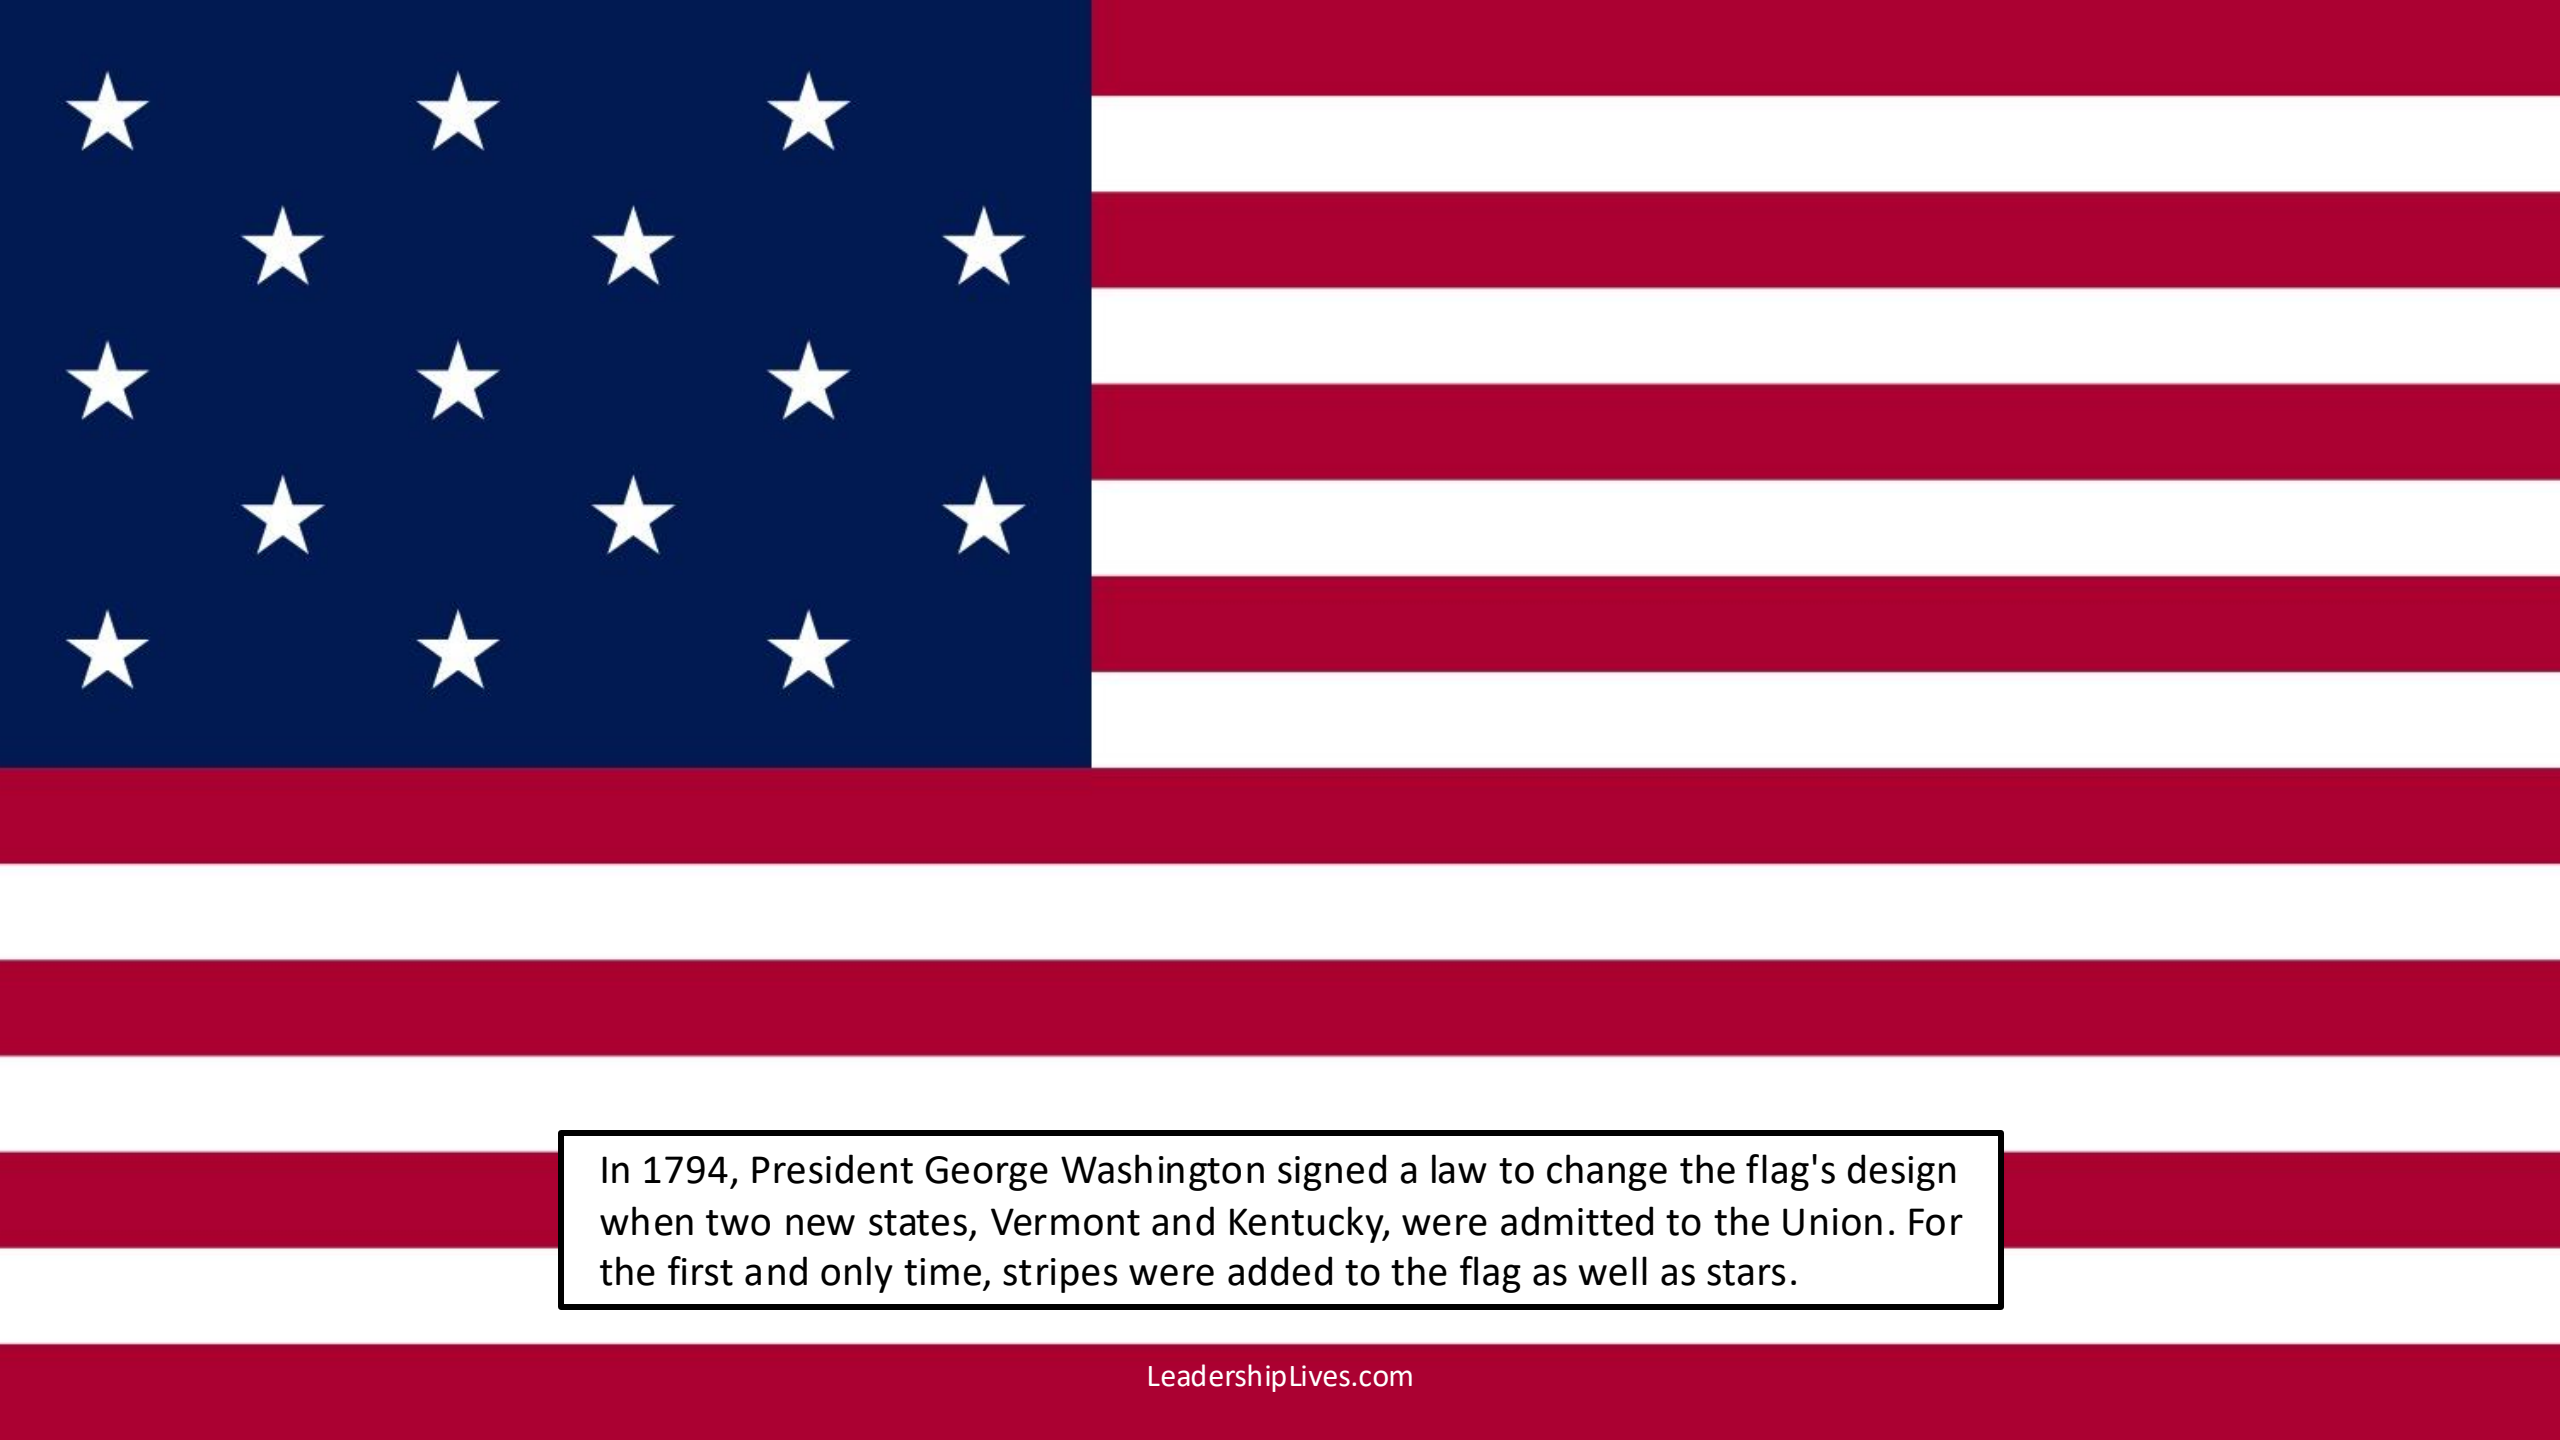 In 1794, President George Washington signed a law to change the flag's design
when two new states, Vermont and Kentucky, were admitted to the Union. For
the first and only time, stripes were added to the flag as well as stars.
LeadershipLives.com